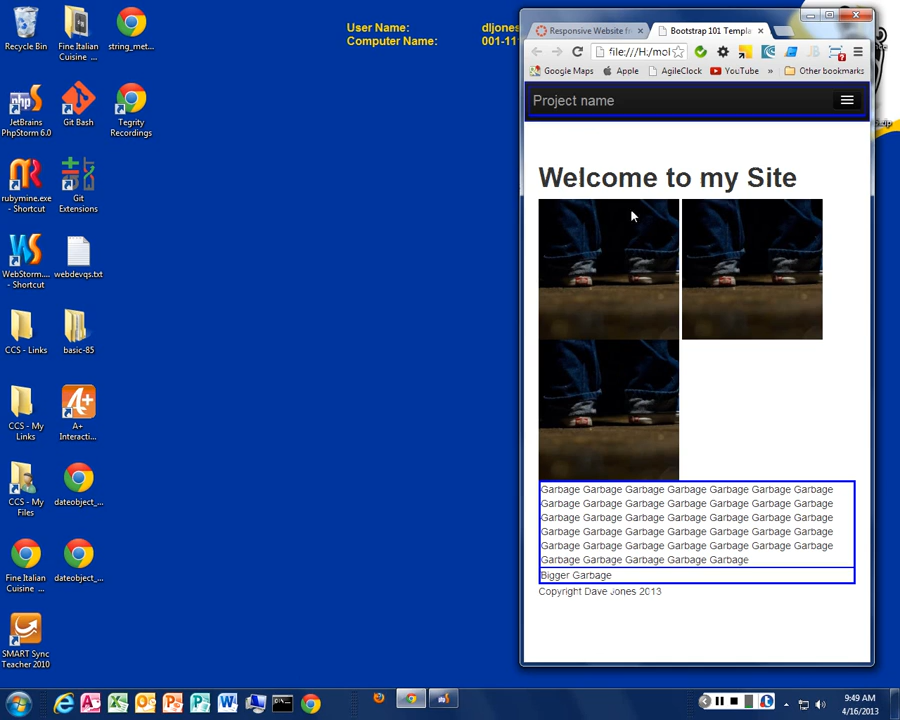 User Name:
dljones
Computer Name:
001-11
Recycle Bin
Fine Italian
Cuisine ...
string_met...
JetBrains
PhpStorm 6.0
Git Bash
Tegrity
Recordings
rubymine.exe
- Shortcut
Git
Extensions
WebStorm....
- Shortcut
webdevqs.txt
CCS - Links
basic-85
CCS - My
Links
A+
Interacti...
CCS - My
Files
dateobject_...
Fine Italian
Cuisine ...
dateobject_...
SMART Sync
Teacher 2010
Responsive Website fr
Bootstrap 101 Templa
file:///H:/mol
Google Maps
Apple
AgileClock
YouTube
»
Other bookmarks
Project name
Welcome to my Site
Garbage Garbage Garbage Garbage Garbage Garbage Garbage
Garbage Garbage Garbage Garbage Garbage Garbage Garbage
Garbage Garbage Garbage Garbage Garbage Garbage Garbage
Garbage Garbage Garbage Garbage Garbage Garbage Garbage
Garbage Garbage Garbage Garbage Garbage Garbage Garbage
Garbage Garbage Garbage Garbage Garbage
Bigger Garbage
Copyright Dave Jones 2013
9:49 AM
4/16/2013